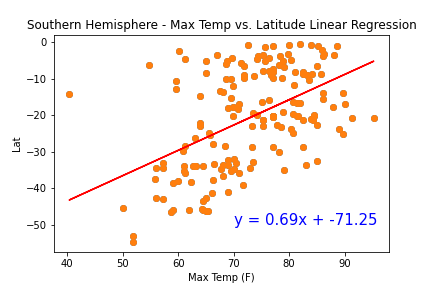 Southern Hemisphere - Max Temp vs. Latitude Linear Regression
0
−10
−20
−30
−40
−50
Lat
y = 0.69x + -71.25
40 50 60 70 80 90
Max Temp (F)